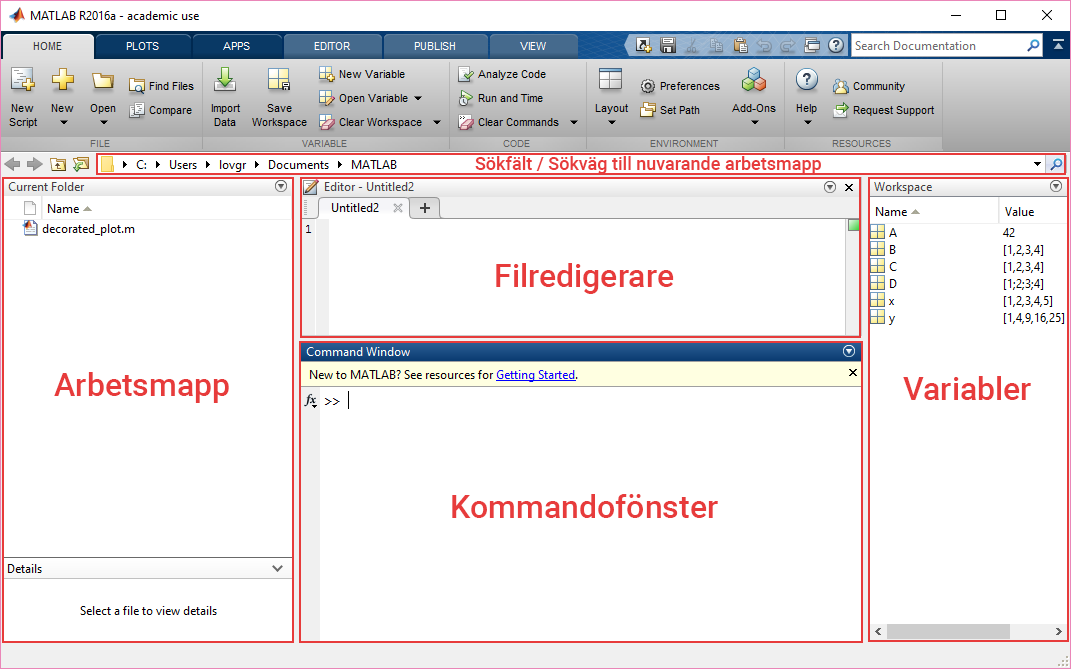 MATLAB R2016a - academic use
HOME PLOTS APPS EDITOR PUBLISH VIEW Search Documentation
New Script New Open Find Files Compare
Import Data Save Workspace New Variable Open Variable Clear Workspace
Analyze Code Run and Time Clear Commands
Layout Preferences Set Path Add-Ons
Help Community Request Support
FILE VARIABLE CODE ENVIRONMENT RESOURCES
C: Users lovgr Documents MATLAB Sökfält / Sökväg till nuvarande arbetsmapp
Current Folder
Name
decorated_plot.m
Arbetsmapp
Details
Select a file to view details
Editor - Untitled2
Untitled2
1
Filredigerare
Command Window
New to MATLAB? See resources for Getting Started.
fx >>
Kommandofönster
Workspace
Name Value
A 42
B [1,2,3,4]
C [1,2,3,4]
D [1;2;3;4]
x [1,2,3,4,5]
y [1,4,9,16,25]
Variabler